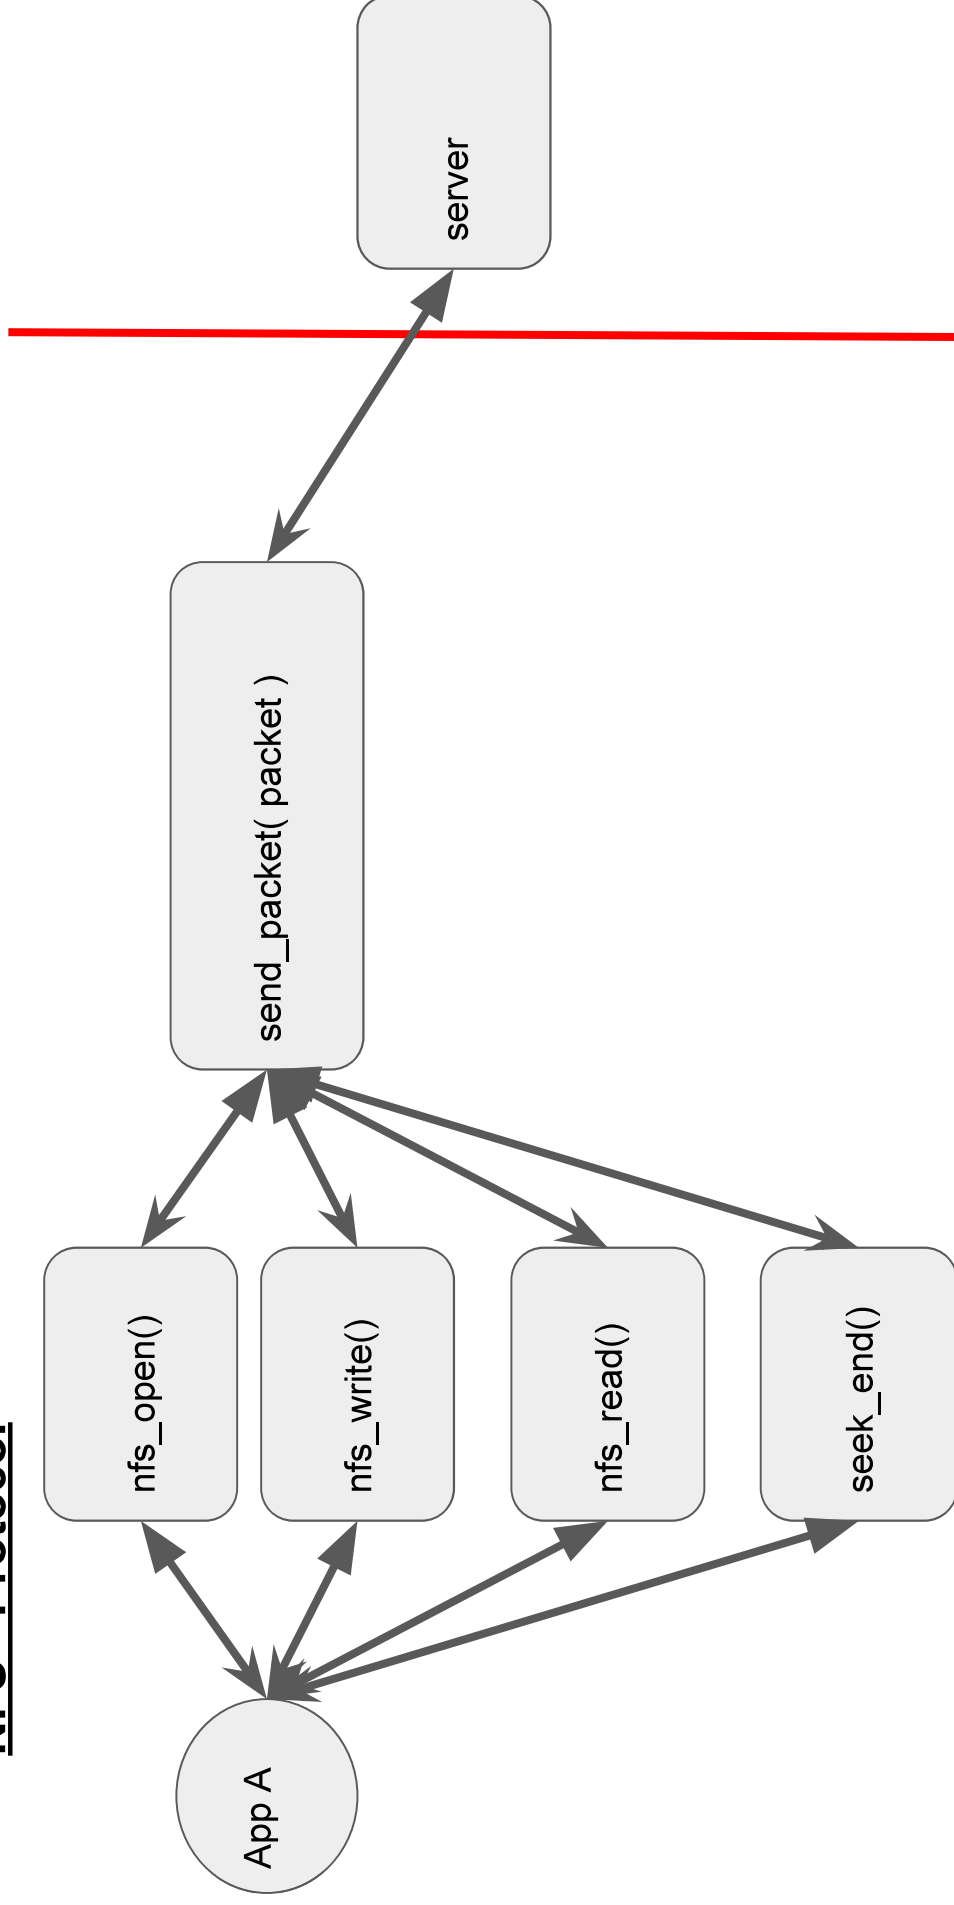 App A
nfs_open()
nfs_write()
nfs_read()
seek_end()
send_packet( packet )
server